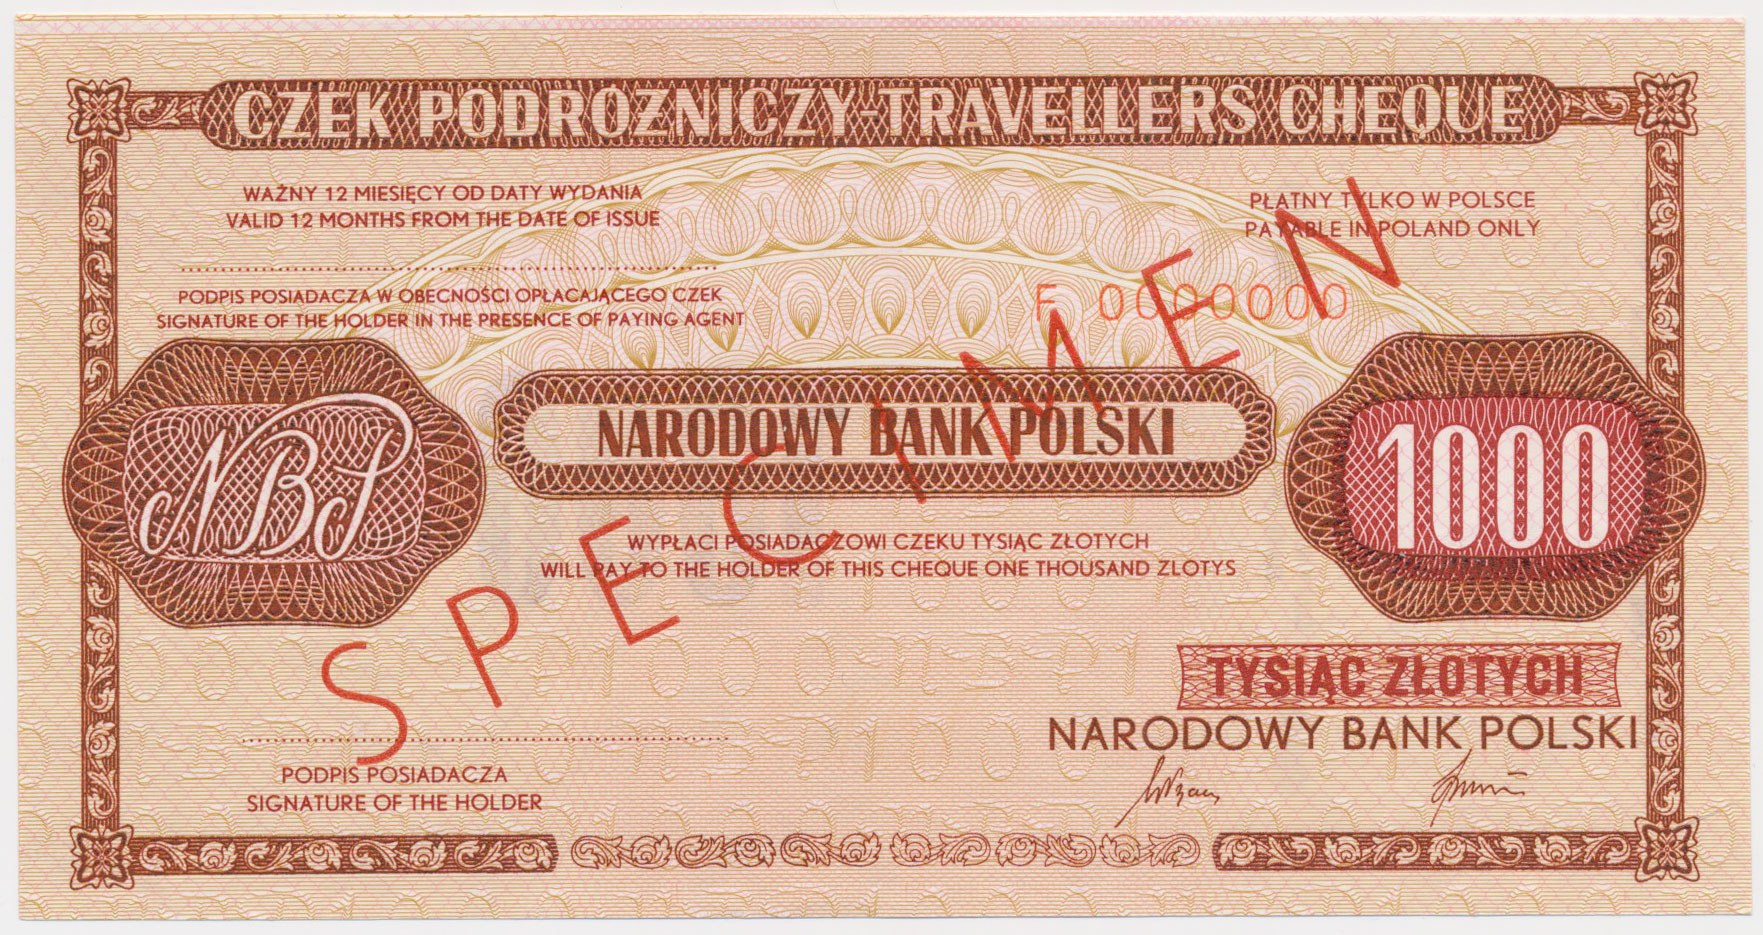 CZEK PODRÓŻNICZY-TRAVELLERS CHEQUE
WAŻNY 12 MIESIĘCY OD DATY WYDANIA
VALID 12 MONTHS FROM THE DATE OF ISSUE
PŁATNY TYLKO W POLSCE
PAYABLE IN POLAND ONLY
PODPIS POSIADACZA W OBECNOŚCI OPŁACAJĄCEGO CZEK
SIGNATURE OF THE HOLDER IN THE PRESENCE OF PAYING AGENT
F 0000000
SPECIMEN
NBP
NARODOWY BANK POLSKI
1000
WYPŁACI POSIADACZOWI CZEKU TYSIĄC ZŁOTYCH
WILL PAY TO THE HOLDER OF THIS CHEQUE ONE THOUSAND ZLOTYS
TYSIĄC ZŁOTYCH
NARODOWY BANK POLSKI
PODPIS POSIADACZA
SIGNATURE OF THE HOLDER